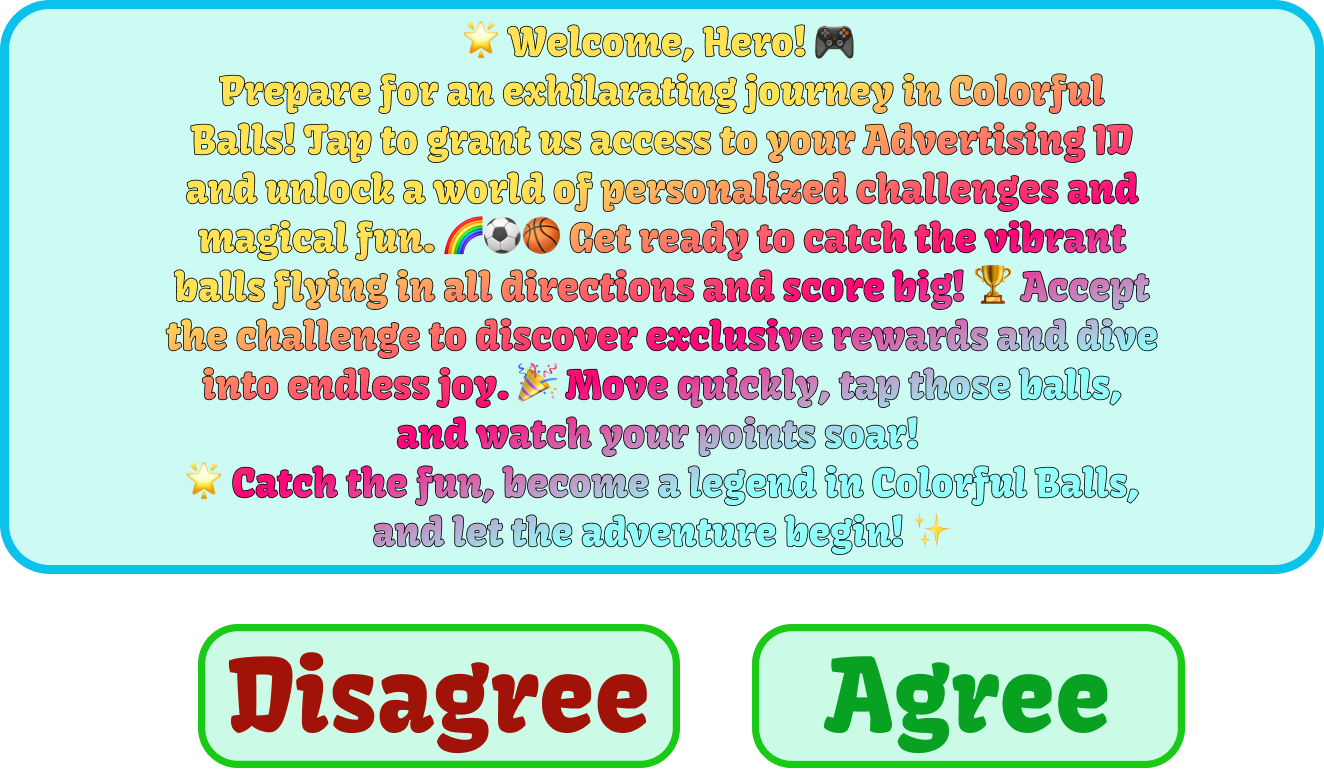 🌟 Welcome, Hero! 🎮
Prepare for an exhilarating journey in Colorful
Balls! Tap to grant us access to your Advertising ID
and unlock a world of personalized challenges and
magical fun. 🌈⚽🏀 Get ready to catch the vibrant
balls flying in all directions and score big! 🏆 Accept
the challenge to discover exclusive rewards and dive
into endless joy. 🎉 Move quickly, tap those balls,
and watch your points soar!
🌟 Catch the fun, become a legend in Colorful Balls,
and let the adventure begin! ✨
Disagree
Agree